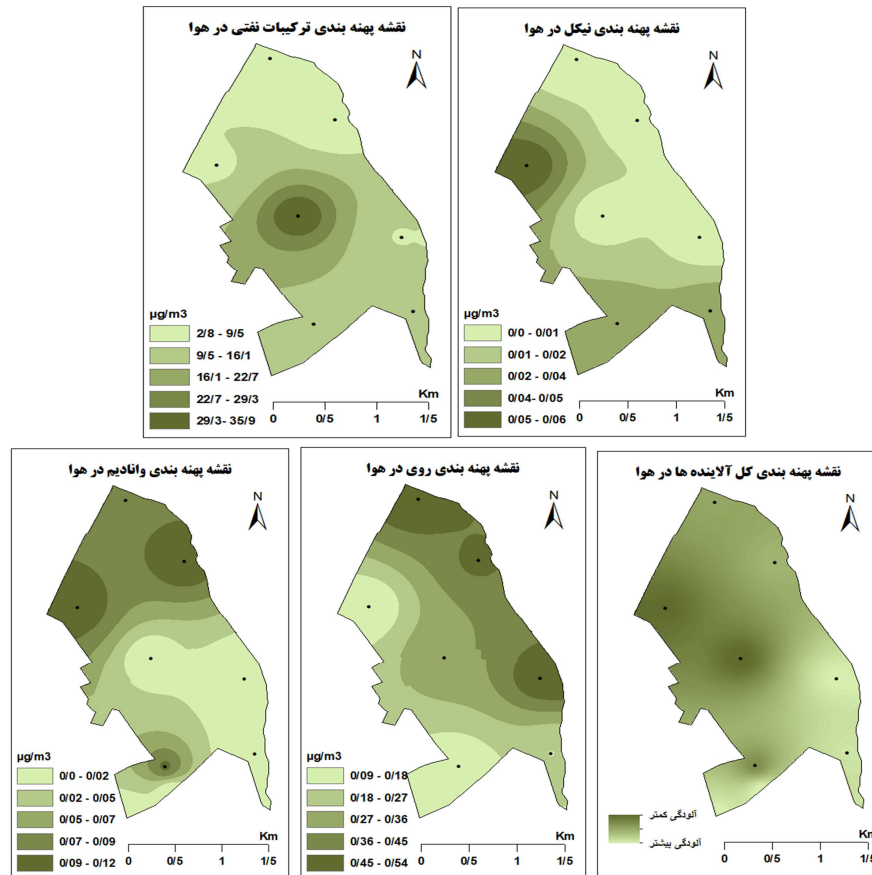 نقشه پهنه بندی ترکیبات نفتی در هوا
N
µg/m3
2/8 - 9/5
9/5 - 16/1
16/1 - 22/7
22/7 - 29/3
29/3- 35/9
Km
0 0/5 1 1/5
نقشه پهنه بندی نیکل در هوا
N
µg/m3
0/0 - 0/01
0/01 - 0/02
0/02 - 0/04
0/04 - 0/05
0/05 - 0/06
Km
0 0/5 1 1/5
نقشه پهنه بندی وانادیم در هوا
N
µg/m3
0/0 - 0/02
0/02 - 0/05
0/05 - 0/07
0/07 - 0/09
0/09 - 0/12
Km
0 0/5 1 1/5
نقشه پهنه بندی روی در هوا
N
µg/m3
0/09 - 0/18
0/18 - 0/27
0/27 - 0/36
0/36 - 0/45
0/45 - 0/54
Km
0 0/5 1 1/5
نقشه پهنه بندی کل آلاینده ها در هوا
N
آلودگی کمتر
آلودگی بیشتر
Km
0 0/5 1 1/5